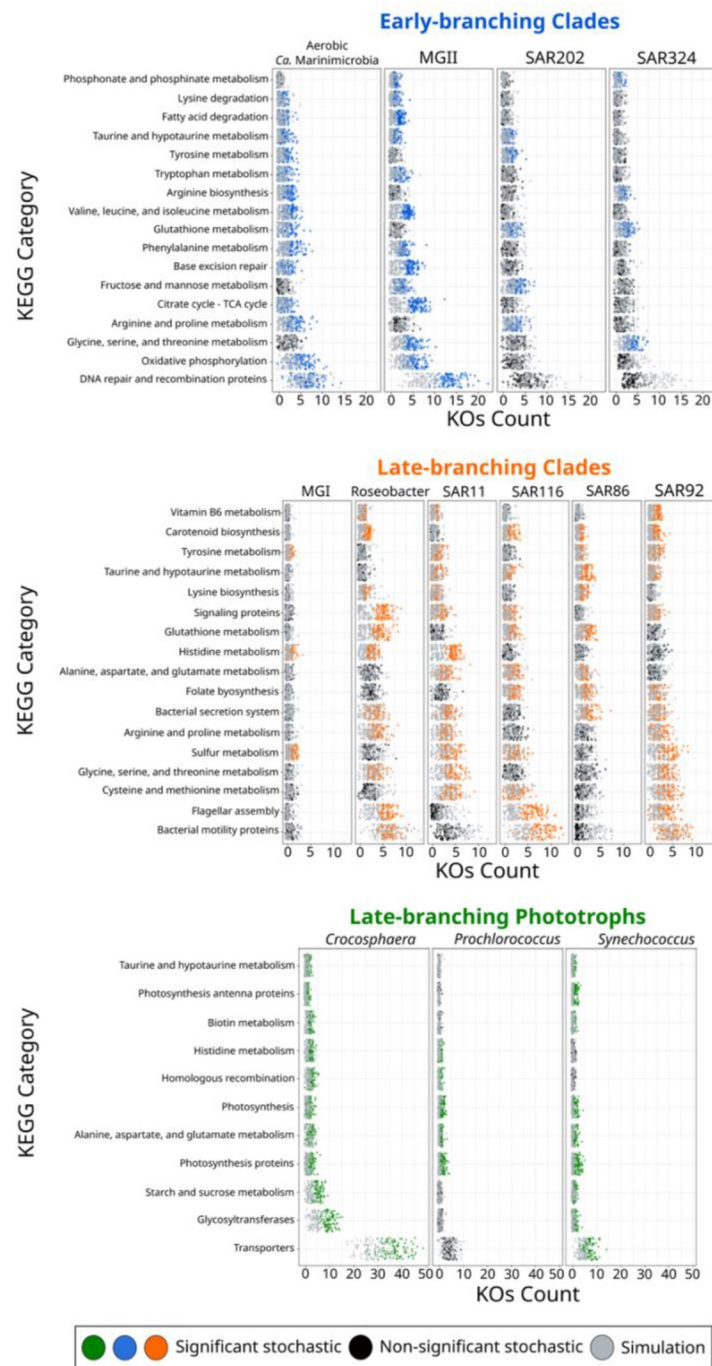 Early-branching Clades
Aerobic
Ca. Marinimicrobia MGII SAR202 SAR324
KEGG Category
Phosphonate and phosphinate metabolism
Lysine degradation
Fatty acid degradation
Taurine and hypotaurine metabolism
Tyrosine metabolism
Tryptophan metabolism
Arginine biosynthesis
Valine, leucine, and isoleucine metabolism
Glutathione metabolism
Phenylalanine metabolism
Base excision repair
Fructose and mannose metabolism
Citrate cycle - TCA cycle
Arginine and proline metabolism
Glycine, serine, and threonine metabolism
Oxidative phosphorylation
DNA repair and recombination proteins
0 5 10 15 20 0 5 10 15 20 0 5 10 15 20 0 5 10 15 20
KOs Count
Late-branching Clades
MGI Roseobacter SAR11 SAR116 SAR86 SAR92
KEGG Category
Vitamin B6 metabolism
Carotenoid biosynthesis
Tyrosine metabolism
Taurine and hypotaurine metabolism
Lysine biosynthesis
Signaling proteins
Glutathione metabolism
Histidine metabolism
Alanine, aspartate, and glutamate metabolism
Folate byosynthesis
Bacterial secretion system
Arginine and proline metabolism
Sulfur metabolism
Glycine, serine, and threonine metabolism
Cysteine and methionine metabolism
Flagellar assembly
Bacterial motility proteins
0 5 10 0 5 10 0 5 10 0 5 10 0 5 10 0 5 10
KOs Count
Late-branching Phototrophs
Crocosphaera Prochlorococcus Synechococcus
KEGG Category
Taurine and hypotaurine metabolism
Photosynthesis antenna proteins
Biotin metabolism
Histidine metabolism
Homologous recombination
Photosynthesis
Alanine, aspartate, and glutamate metabolism
Photosynthesis proteins
Starch and sucrose metabolism
Glycosyltransferases
Transporters
0 10 20 30 40 50 0 10 20 30 40 50 0 10 20 30 40 50
KOs Count
Significant stochastic Non-significant stochastic Simulation